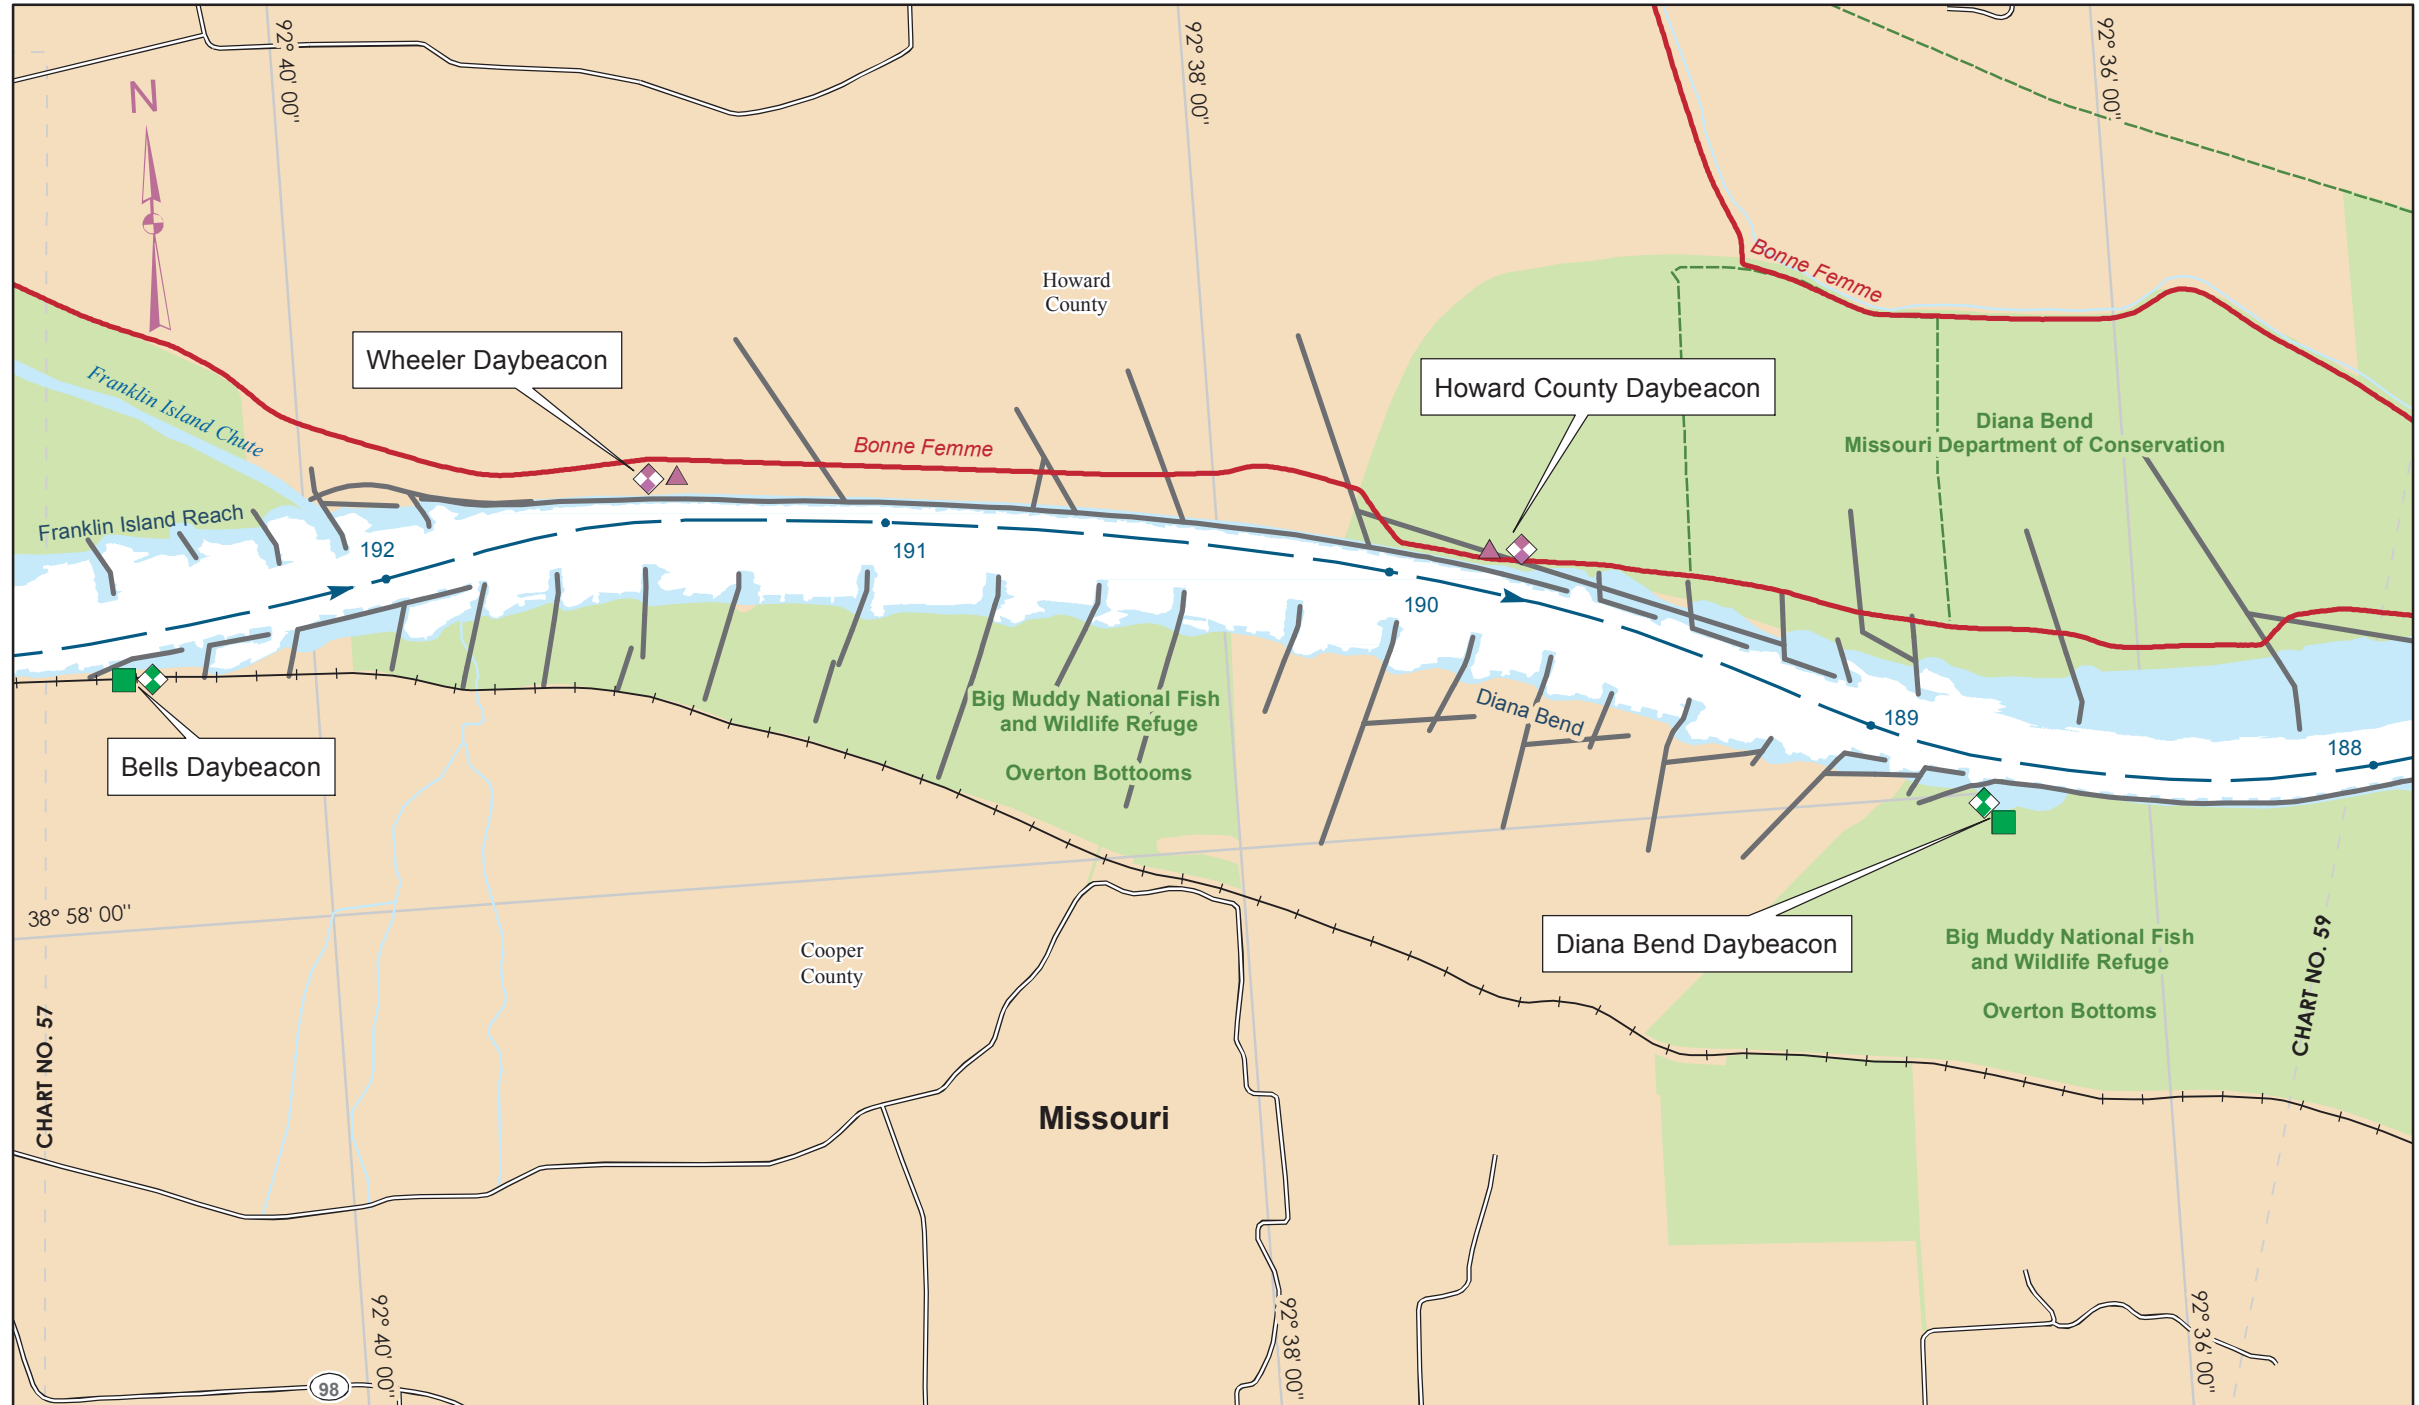 92° 40' 00"
92° 38' 00"
92° 36' 00"
N
Bonne Femme
Howard
County
Wheeler Daybeacon
Franklin Island Chute
Howard County Daybeacon
Diana Bend
Missouri Department of Conservation
Bonne Femme
Franklin Island Reach
192
191
190
189
188
Bells Daybeacon
Big Muddy National Fish
and Wildlife Refuge
Overton Bottooms
Diana Bend
38° 58' 00"
Cooper
County
Diana Bend Daybeacon
Big Muddy National Fish
and Wildlife Refuge
Overton Bottoms
CHART NO. 57
CHART NO. 59
Missouri
92° 40' 00"
92° 38' 00"
92° 36' 00"
98